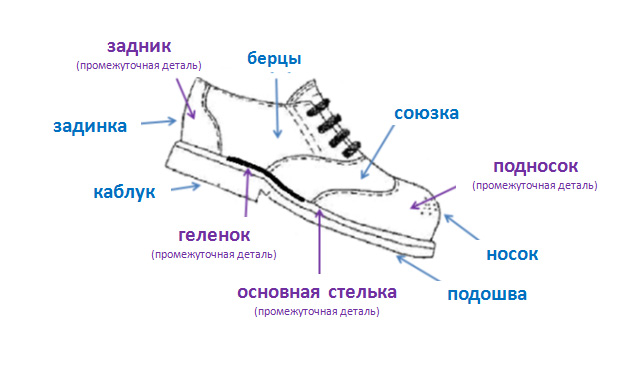 задник
(промежуточная деталь)
берцы
задинка
союзка
подносок
(промежуточная деталь)
каблук
геленок
(промежуточная деталь)
носок
основная стелька
(промежуточная деталь)
подошва